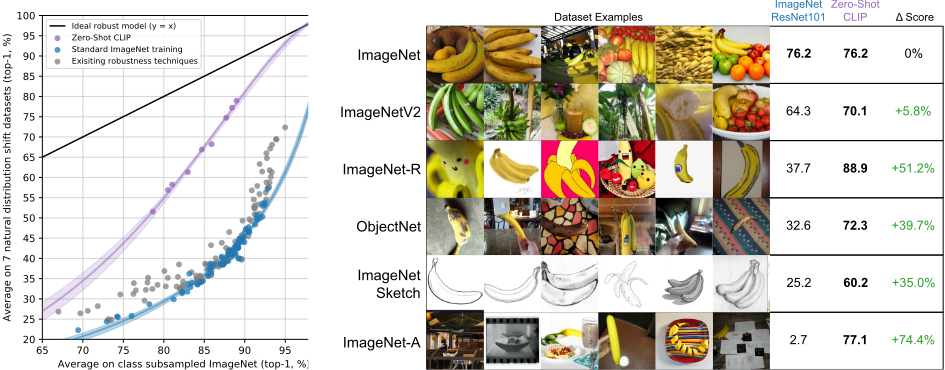 100
95
90
85
80
75
70
65
60
55
50
45
40
35
30
25
20
65
70
75
80
85
90
95
Average on 7 natural distribution shift datasets (top-1, %)
Average on class subsampled ImageNet (top-1, %)
Ideal robust model (y = x)
Zero-Shot CLIP
Standard ImageNet training
Exisiting robustness techniques
Dataset Examples
ImageNet
ResNet101
Zero-Shot
CLIP
Δ Score
ImageNet
76.2
76.2
0%
ImageNetV2
64.3
70.1
+5.8%
ImageNet-R
37.7
88.9
+51.2%
ObjectNet
32.6
72.3
+39.7%
ImageNet
Sketch
25.2
60.2
+35.0%
ImageNet-A
2.7
77.1
+74.4%